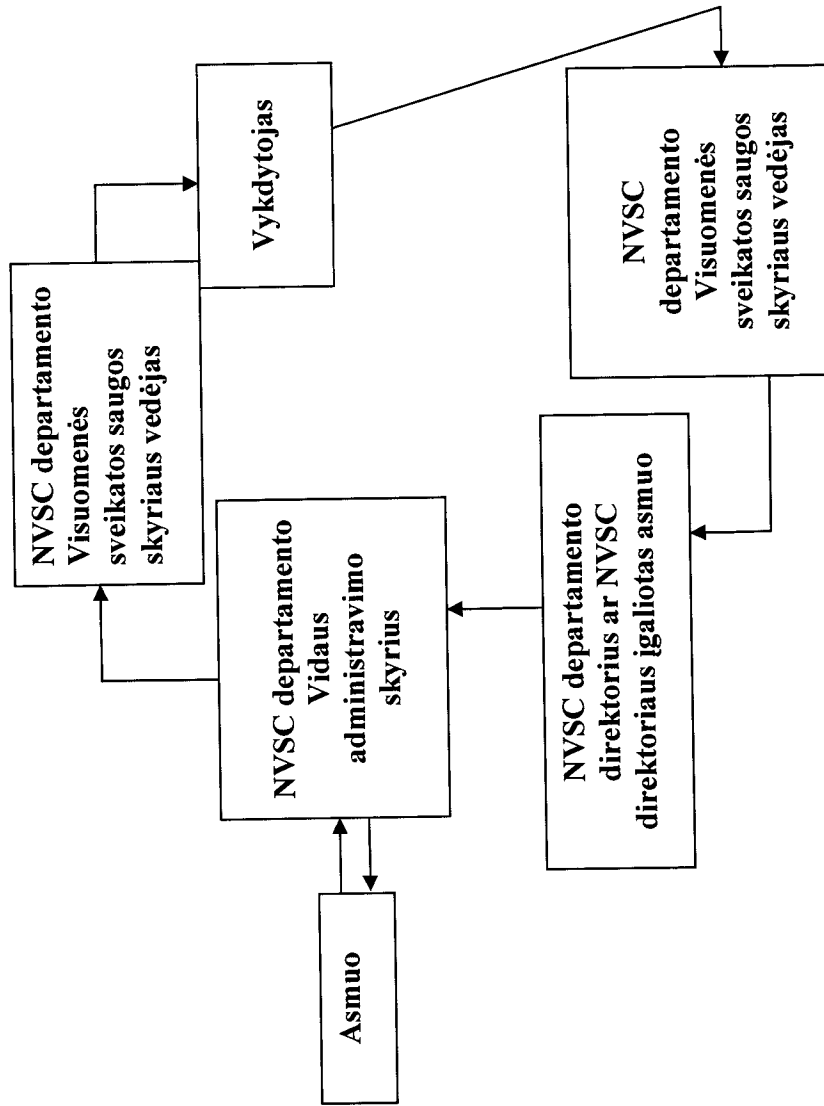 Asmuo
NVSC departamento
Vidaus
administravimo
skyrius
NVSC departamento
Visuomenės
sveikatos saugos
skyriaus vedėjas
Vykdytojas
NVSC
departamento
Visuomenės
sveikatos saugos
skyriaus vedėjas
NVSC departamento
direktorius ar NVSC
direktoriaus įgaliotas asmuo